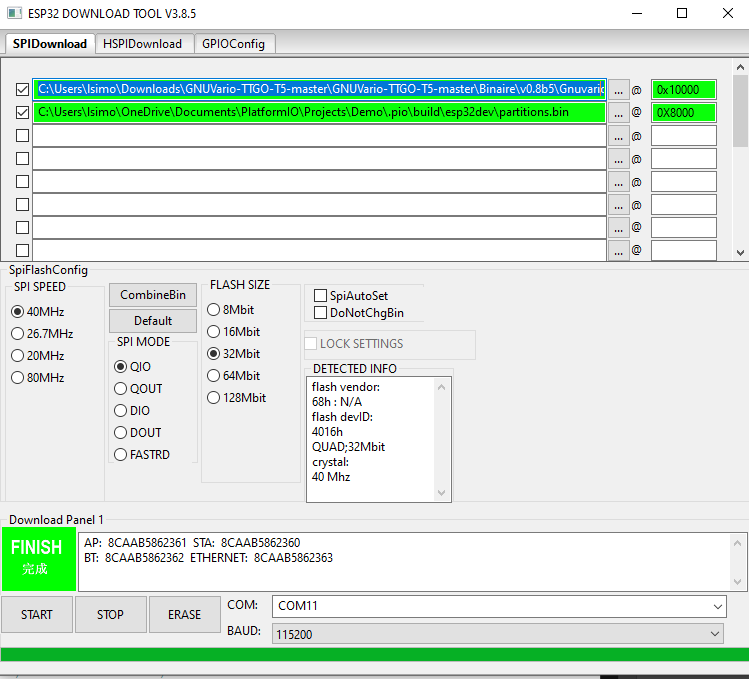 ESP32 DOWNLOAD TOOL V3.8.5
SPIDownload HSPIDownload GPIOConfig
C:\Users\Isimo\Downloads\GNUVario-TTGO-T5-master\GNUVario-TTGO-T5-master\Binaire\v0.8b5\Gnuvario ... @ 0x10000
C:\Users\Isimo\OneDrive\Documents\PlatformIO\Projects\Demo\.pio\build\esp32dev\partitions.bin ... @ 0X8000
... @
... @
... @
... @
... @
... @
SpiFlashConfig
SPI SPEED
40MHz
26.7MHz
20MHz
80MHz
CombineBin
Default
SPI MODE
QIO
QOUT
DIO
DOUT
FASTRD
FLASH SIZE
8Mbit
16Mbit
32Mbit
64Mbit
128Mbit
SpiAutoSet
DoNotChgBin
LOCK SETTINGS
DETECTED INFO
flash vendor:
68h : N/A
flash devID:
4016h
QUAD;32Mbit
crystal:
40 Mhz
Download Panel 1
FINISH
完成
AP: 8CAAB5862361 STA: 8CAAB5862360
BT: 8CAAB5862362 ETHERNET: 8CAAB5862363
START STOP ERASE
COM: COM11
BAUD: 115200